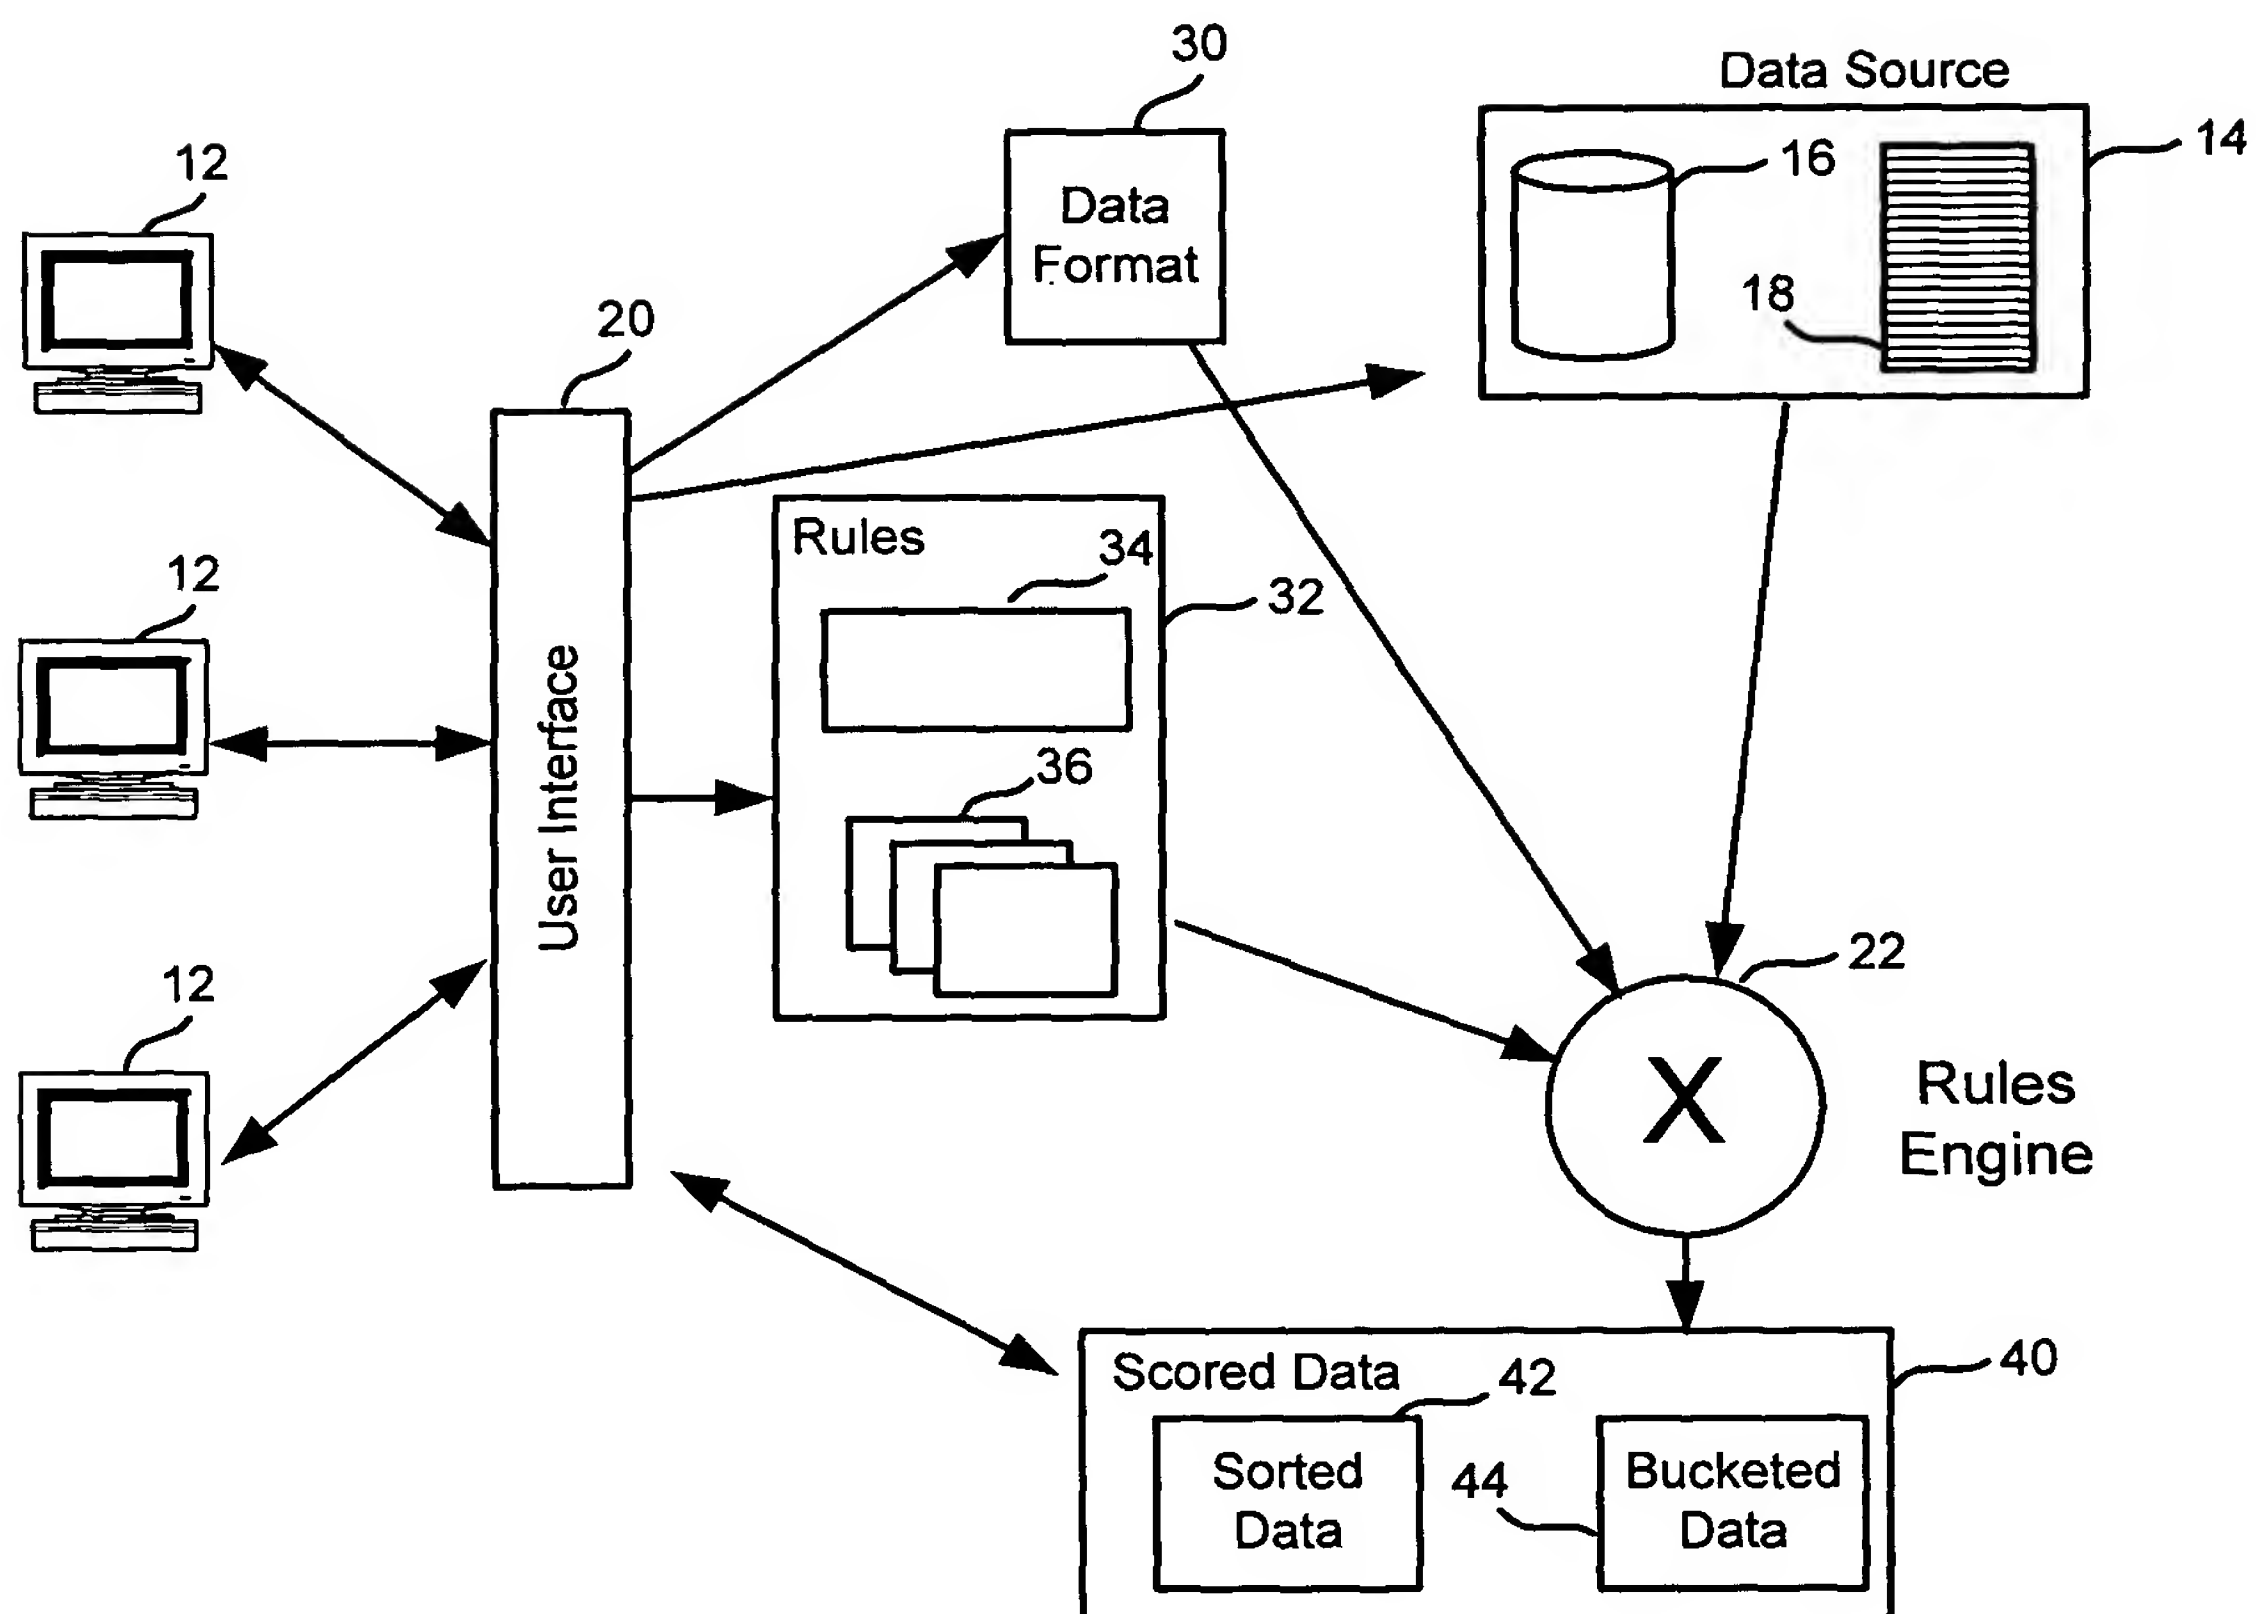 30
Data Source
12
14
16
Data
Format
18
20
Rules
34
12
32
User Interface
36
22
12
X
Rules
Engine
Scored Data
42
40
Sorted
Data
44
Bucketed
Data